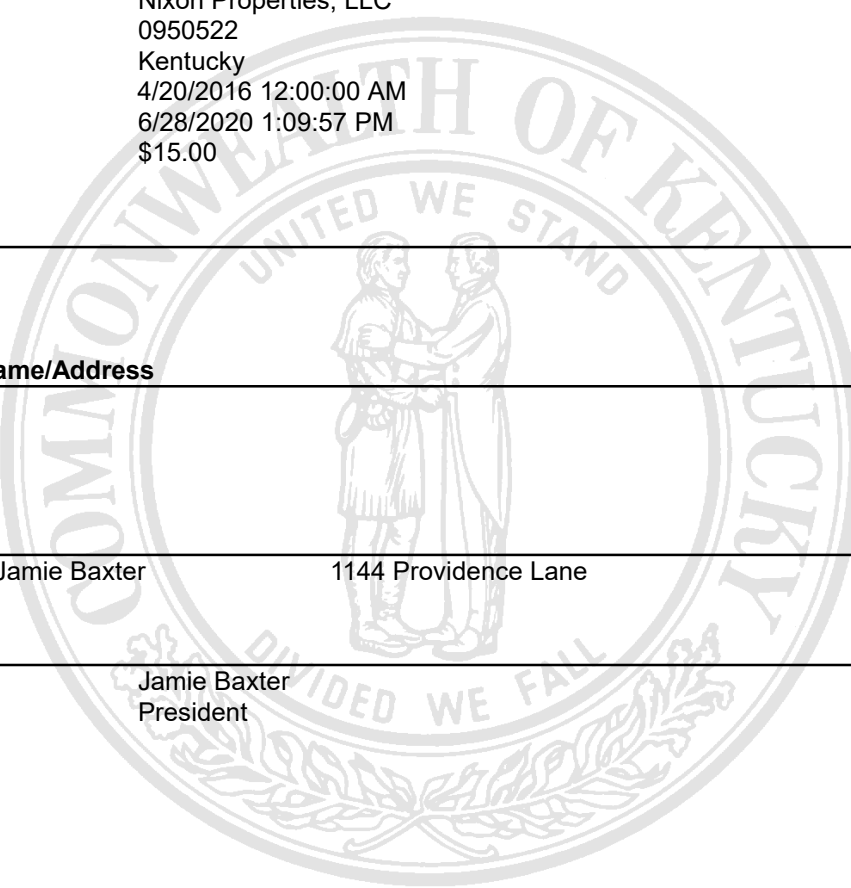 Nixon Properties, LLC
0950522
Kentucky
4/20/2016 12:00:00 AM
6/28/2020 1:09:57 PM
$15.00
COMMONWEALTH OF KENTUCKY
UNITED WE STAND
ame/Address
Jamie Baxter 1144 Providence Lane
DIVIDED WE FALL
Jamie Baxter
President